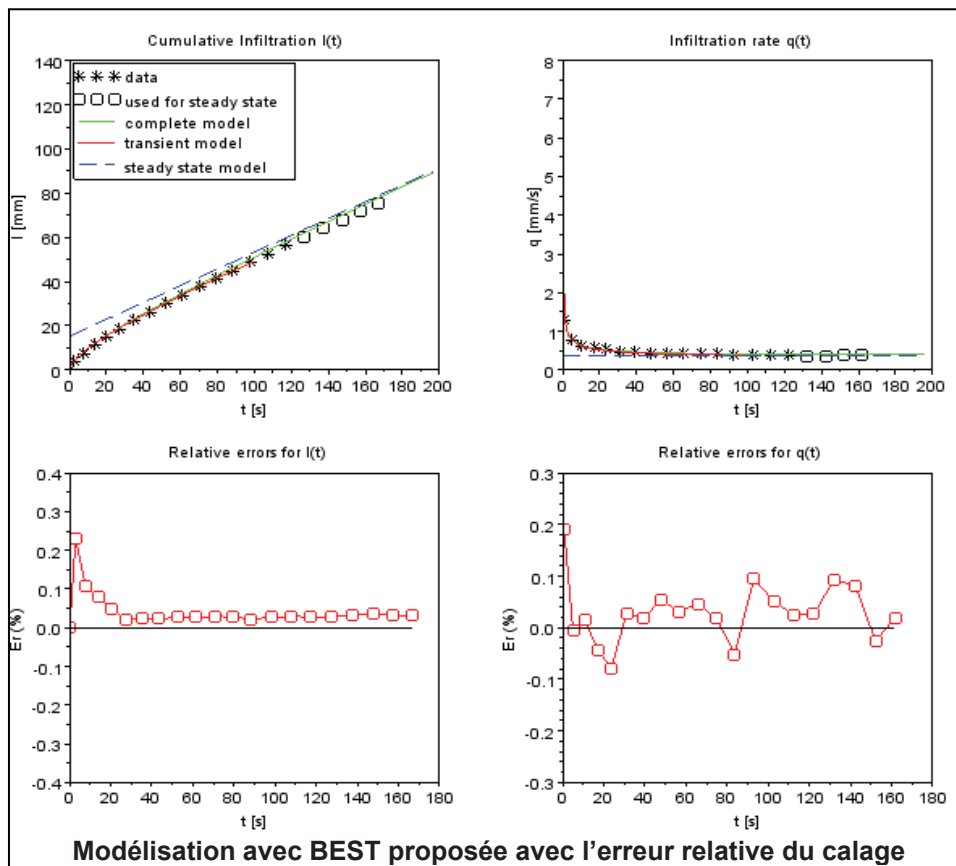 Cumulative Infiltration I(t)
140
120
100
80
60
40
20
0
I [mm]
* * * data
used for steady state
complete model
transient model
steady state model
0 20 40 60 80 100 120 140 160 180 200
t [s]
Infiltration rate q(t)
8
7
6
5
4
3
2
1
0
q [mm/s]
0 20 40 60 80 100 120 140 160 180 200
t [s]
Relative errors for I(t)
0.4
0.3
0.2
0.1
0.0
-0.1
-0.2
-0.3
-0.4
Er (%)
0 20 40 60 80 100 120 140 160 180
t [s]
Relative errors for q(t)
0.3
0.2
0.1
0.0
-0.1
-0.2
-0.3
Er (%)
0 20 40 60 80 100 120 140 160 180
t [s]
Modélisation avec BEST proposée avec l'erreur relative du calage